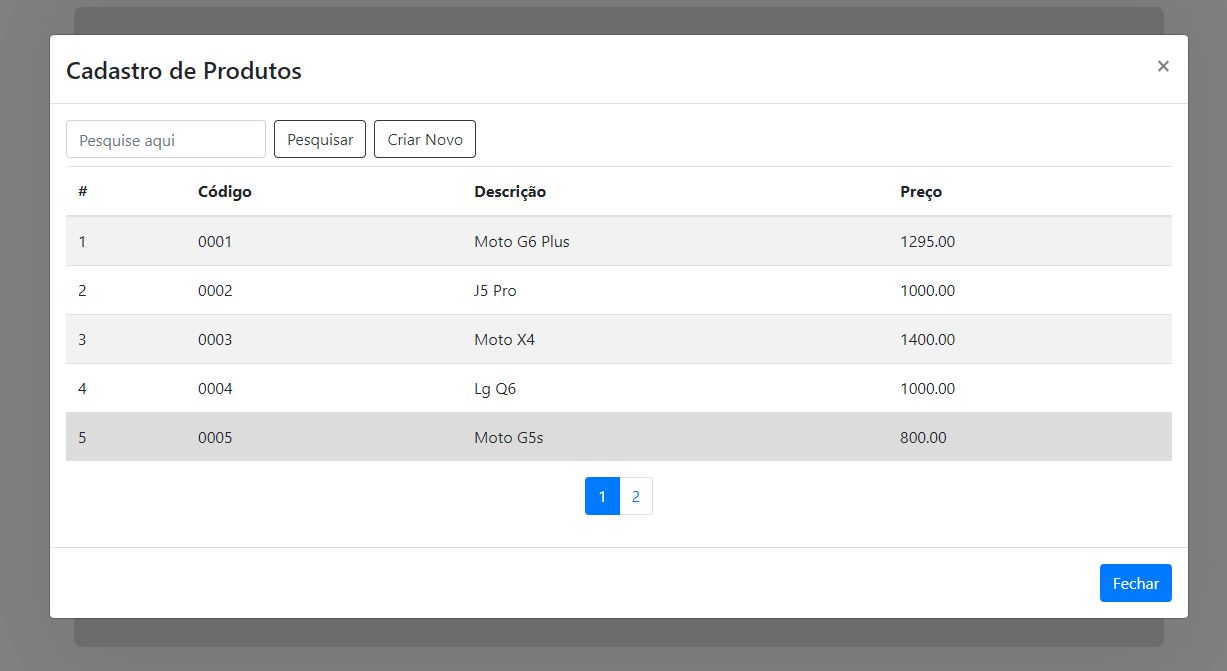 Cadastro de Produtos ×
Pesquise aqui Pesquisar Criar Novo
# Código Descrição Preço
1 0001 Moto G6 Plus 1295.00
2 0002 J5 Pro 1000.00
3 0003 Moto X4 1400.00
4 0004 Lg Q6 1000.00
5 0005 Moto G5s 800.00
1 2
Fechar